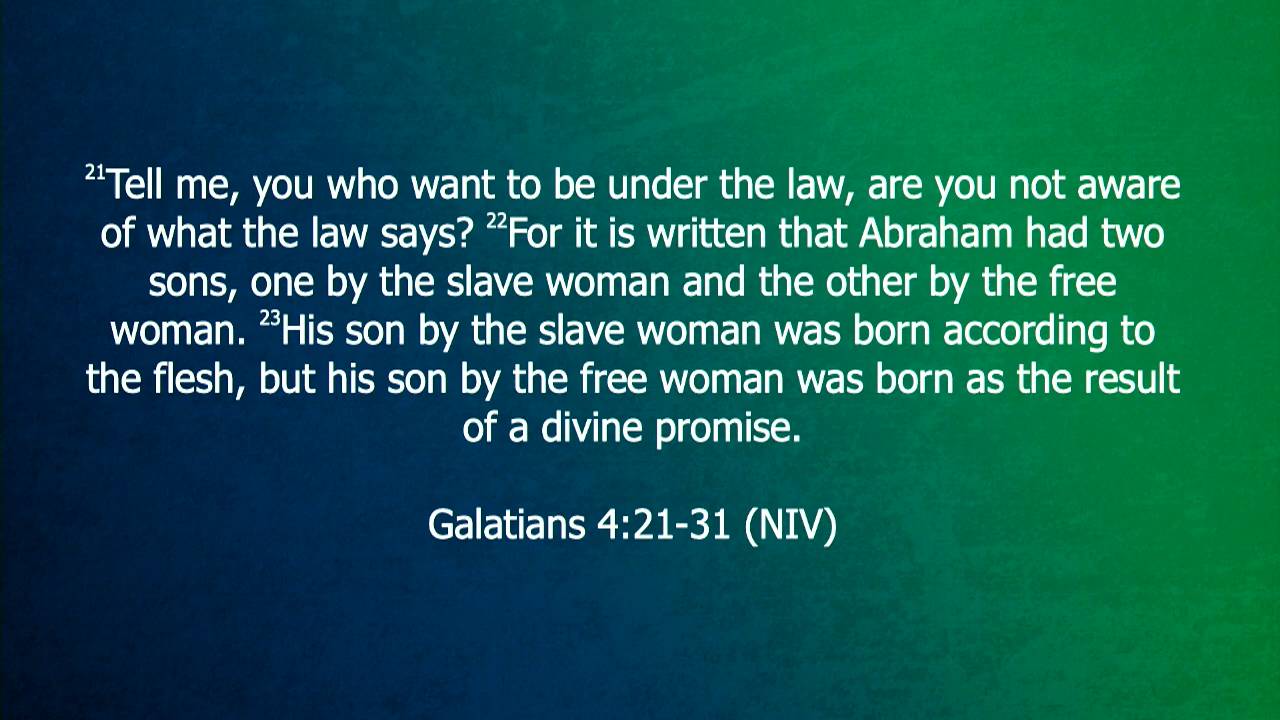 ²¹Tell me, you who want to be under the law, are you not aware
of what the law says? ²²For it is written that Abraham had two
sons, one by the slave woman and the other by the free
woman. ²³His son by the slave woman was born according to
the flesh, but his son by the free woman was born as the result
of a divine promise.
Galatians 4:21-31 (NIV)